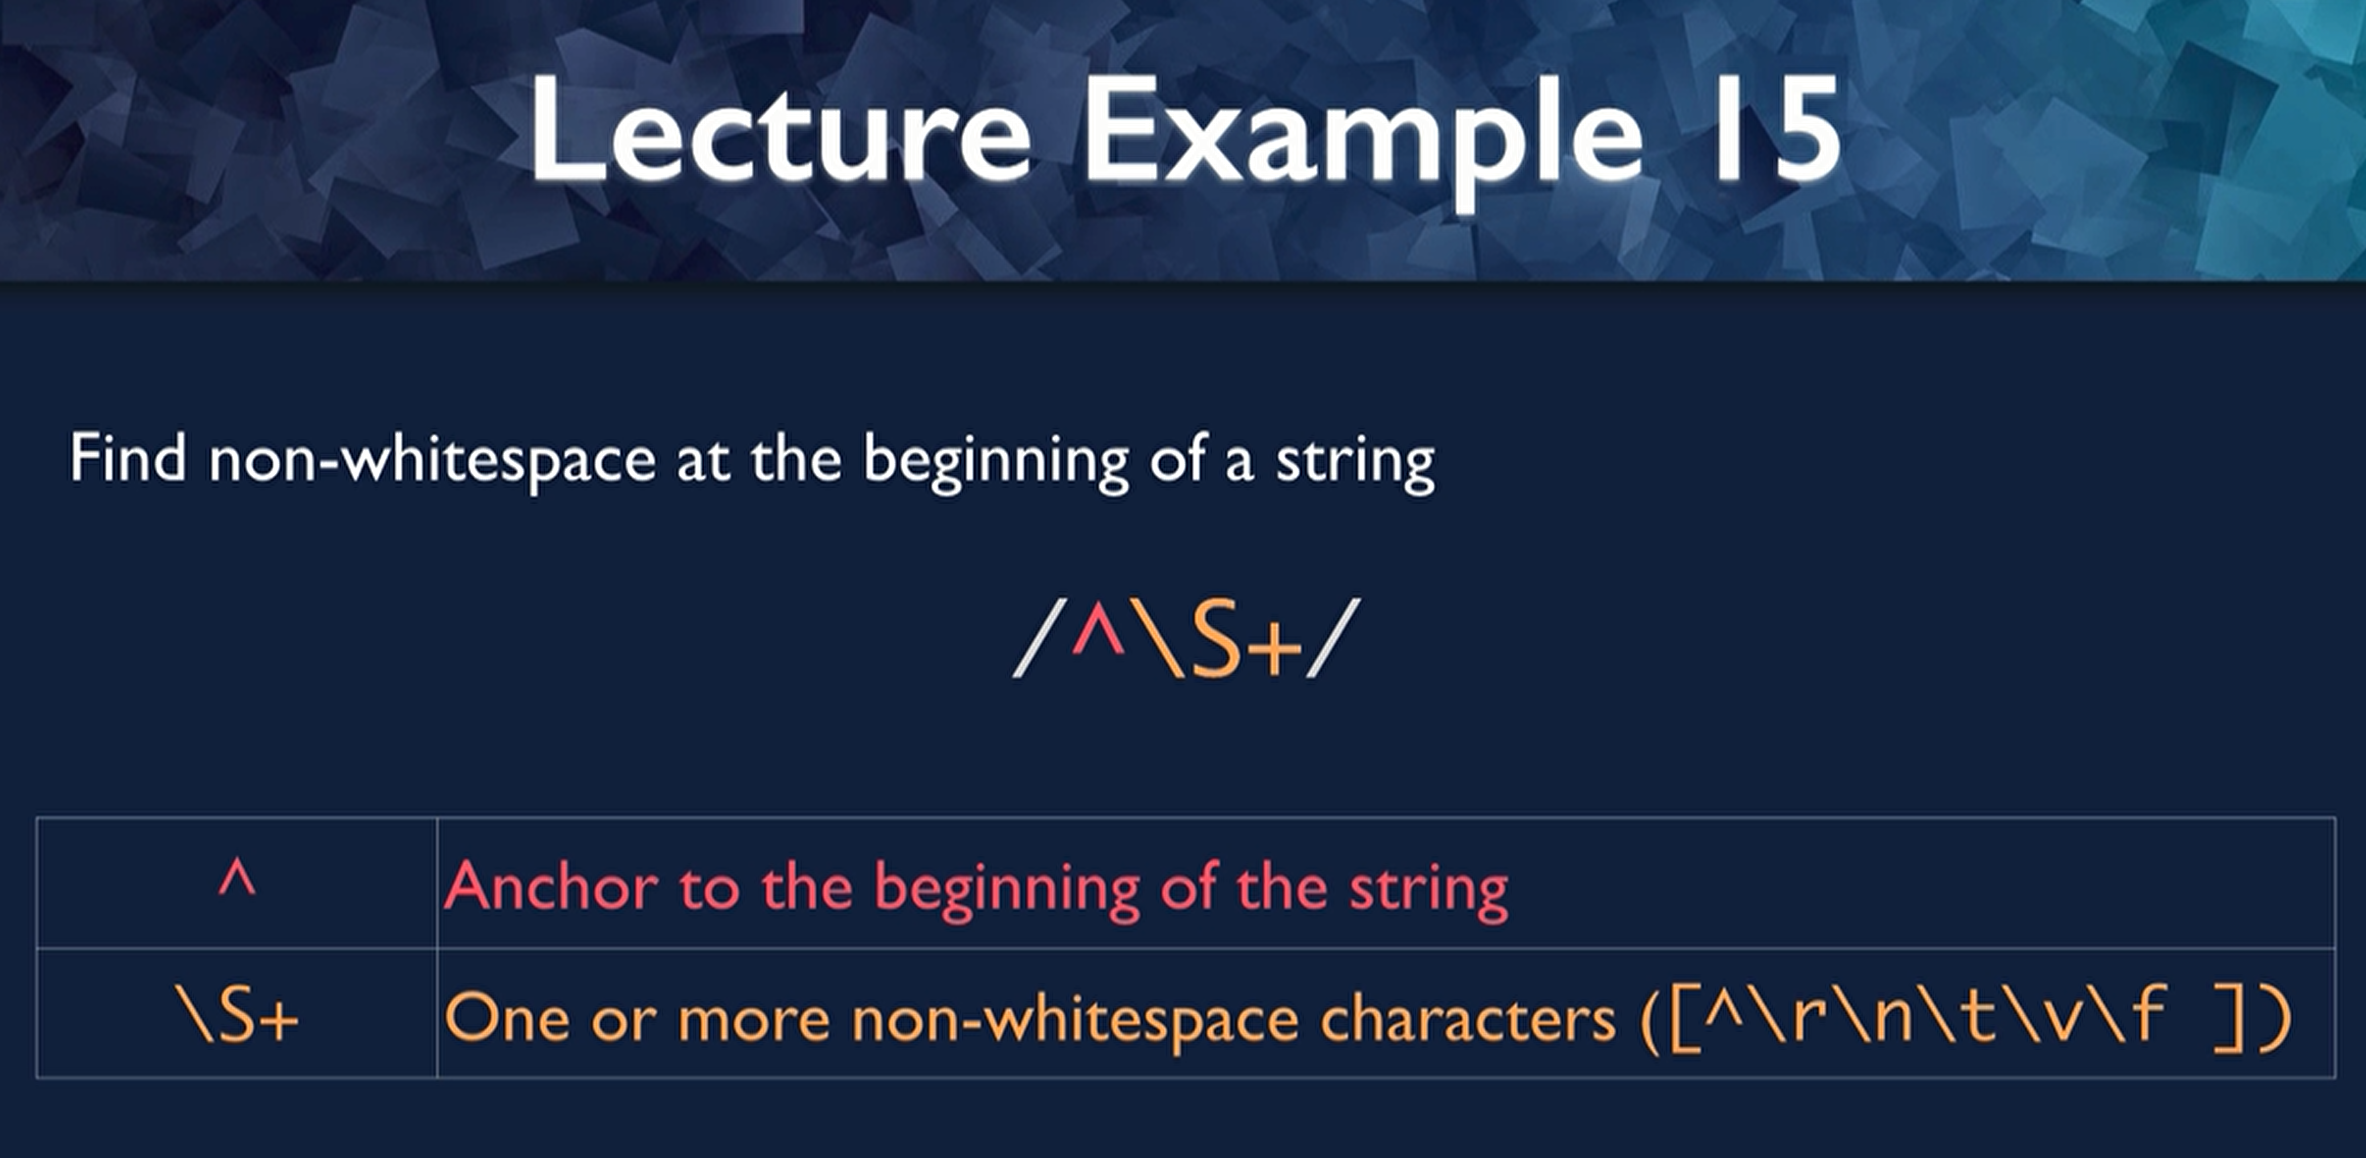 Lecture Example 15
Find non-whitespace at the beginning of a string
/^\S+/
^ Anchor to the beginning of the string
\S+ One or more non-whitespace characters ([^\r\n\t\v\f ])